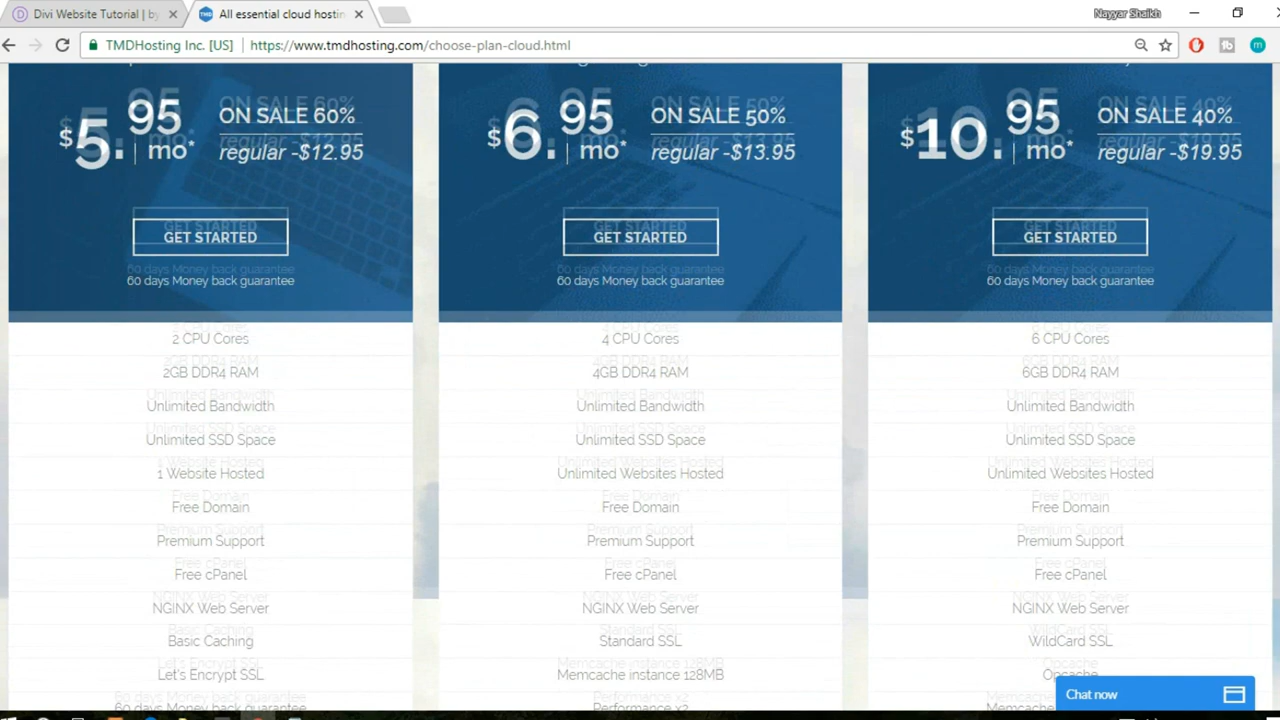 Divi Website Tutorial | by
All essential cloud hostin
Nayyar Shaikh
TMDHosting Inc. [US]
https://www.tmdhosting.com/choose-plan-cloud.html
$5.95 mo*
ON SALE 60%
regular -$12.95
GET STARTED
60 days Money back guarantee
2 CPU Cores
2GB DDR4 RAM
Unlimited Bandwidth
Unlimited SSD Space
1 Website Hosted
Free Domain
Premium Support
Free cPanel
NGINX Web Server
Basic Caching
Let's Encrypt SSL
60 days Money back guarantee
$6.95 mo*
ON SALE 50%
regular -$13.95
GET STARTED
60 days Money back guarantee
4 CPU Cores
4GB DDR4 RAM
Unlimited Bandwidth
Unlimited SSD Space
Unlimited Websites Hosted
Free Domain
Premium Support
Free cPanel
NGINX Web Server
Standard SSL
Memcache instance 128MB
Performance x2
$10.95 mo*
ON SALE 40%
regular -$19.95
GET STARTED
60 days Money back guarantee
6 CPU Cores
6GB DDR4 RAM
Unlimited Bandwidth
Unlimited SSD Space
Unlimited Websites Hosted
Free Domain
Premium Support
Free cPanel
NGINX Web Server
WildCard SSL
Opcache
Chat now